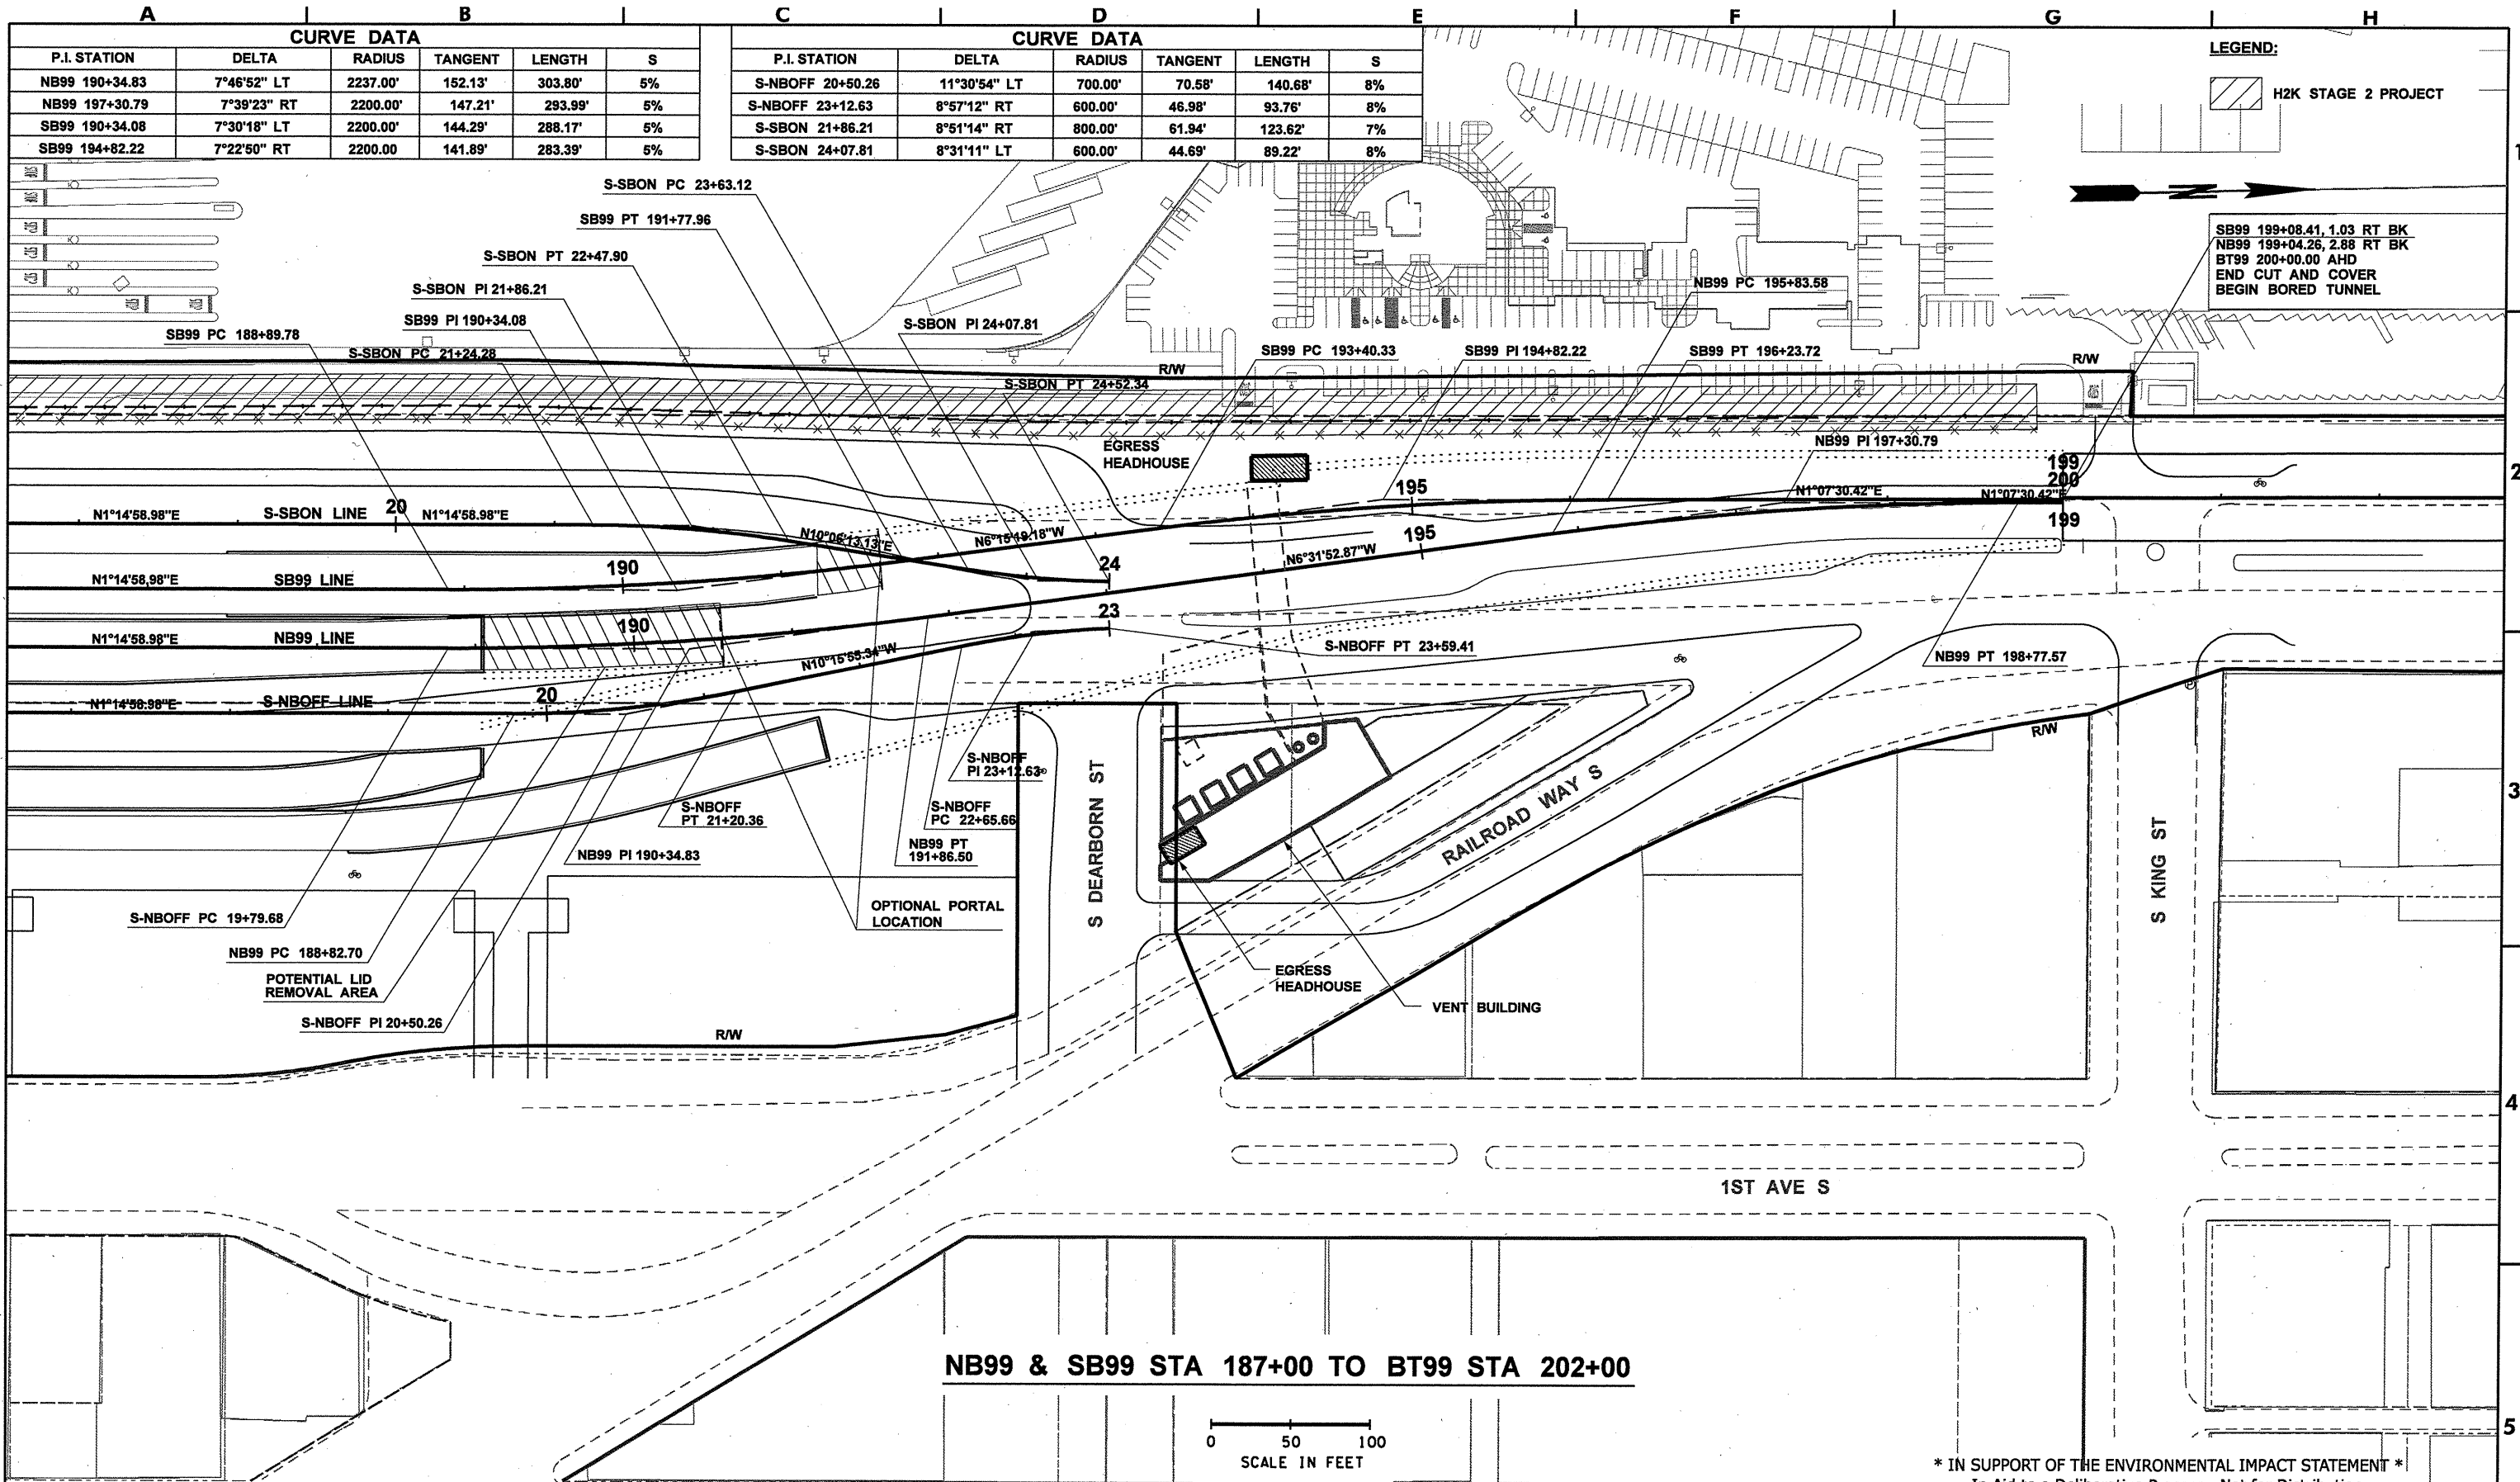 A B C D E F G H
CURVE DATA
P.I. STATION DELTA RADIUS TANGENT LENGTH S
NB99 190+34.83 7°46'52" LT 2237.00' 152.13' 303.80' 5%
NB99 197+30.79 7°39'23" RT 2200.00' 147.21' 293.99' 5%
SB99 190+34.08 7°30'18" LT 2200.00' 144.29' 288.17' 5%
SB99 194+82.22 7°22'50" RT 2200.00 141.89' 283.39' 5%
CURVE DATA
P.I. STATION DELTA RADIUS TANGENT LENGTH S
S-NBOFF 20+50.26 11°30'54" LT 700.00' 70.58' 140.68' 8%
S-NBOFF 23+12.63 8°57'12" RT 600.00' 46.98' 93.76' 8%
S-SBON 21+86.21 8°51'14" RT 800.00' 61.94' 123.62' 7%
S-SBON 24+07.81 8°31'11" LT 600.00' 44.69' 89.22' 8%
LEGEND:
H2K STAGE 2 PROJECT
1
N
SB99 199+08.41, 1.03 RT BK
NB99 199+04.26, 2.88 RT BK
BT99 200+00.00 AHD
END CUT AND COVER
BEGIN BORED TUNNEL
S-SBON PC 23+63.12
SB99 PT 191+77.96
S-SBON PT 22+47.90
S-SBON PI 21+86.21
SB99 PI 190+34.08
SB99 PC 188+89.78
S-SBON PC 21+24.28
S-SBON PI 24+07.81
NB99 PC 195+83.58
SB99 PC 193+40.33
SB99 PI 194+82.22
SB99 PT 196+23.72
R/W
R/W
S-SBON PT 24+52.34
EGRESS
HEADHOUSE
NB99 PI 197+30.79
2
199
200
195
N1°07'30.42"E
N1°07'30.42"E
199
20
N1°14'58.98"E
S-SBON LINE
N1°14'58.98"E
N10°06'13.13"E
N6°15'19.18"W
195
N6°31'52.87"W
190
24
N1°14'58.98"E
SB99 LINE
23
190
N1°14'58.98"E
NB99 LINE
N10°15'55.34"W
S-NBOFF PT 23+59.41
NB99 PT 198+77.57
20
N1°14'58.98"E
S-NBOFF LINE
R/W
S-NBOFF
PI 23+12.63
3
S-NBOFF
PT 21+20.36
S-NBOFF
PC 22+65.66
NB99 PT
191+86.50
NB99 PI 190+34.83
S DEARBORN ST
RAILROAD WAY S
S KING ST
S-NBOFF PC 19+79.68
OPTIONAL PORTAL
LOCATION
NB99 PC 188+82.70
POTENTIAL LID
REMOVAL AREA
S-NBOFF PI 20+50.26
EGRESS
HEADHOUSE
VENT BUILDING
R/W
4
1ST AVE S
NB99 & SB99 STA 187+00 TO BT99 STA 202+00
0 50 100
SCALE IN FEET
5
* IN SUPPORT OF THE ENVIRONMENTAL IMPACT STATEMENT *